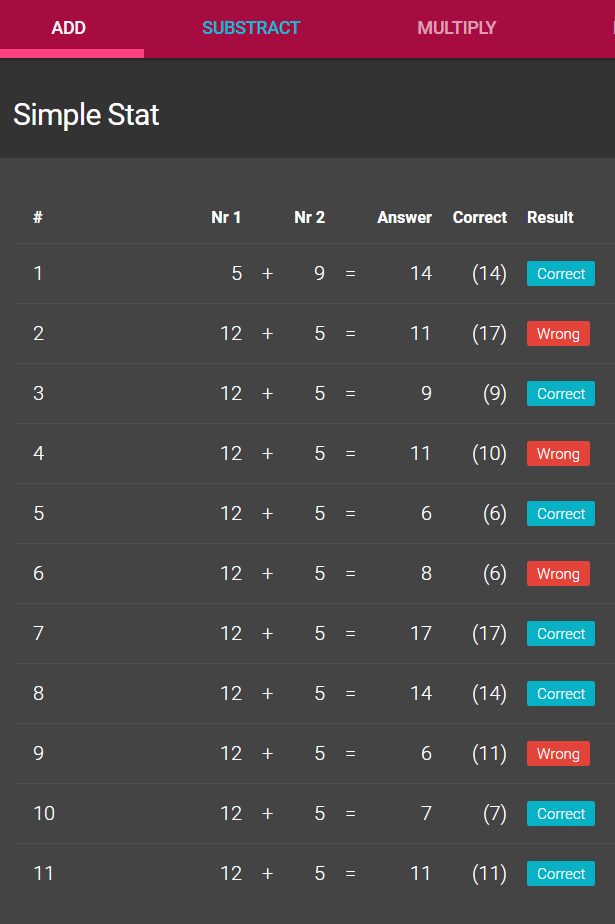 ADD SUBSTRACT MULTIPLY
Simple Stat
# Nr 1 Nr 2 Answer Correct Result
1 5 + 9 = 14 (14) Correct
2 12 + 5 = 11 (17) Wrong
3 12 + 5 = 9 (9) Correct
4 12 + 5 = 11 (10) Wrong
5 12 + 5 = 6 (6) Correct
6 12 + 5 = 8 (6) Wrong
7 12 + 5 = 17 (17) Correct
8 12 + 5 = 14 (14) Correct
9 12 + 5 = 6 (11) Wrong
10 12 + 5 = 7 (7) Correct
11 12 + 5 = 11 (11) Correct